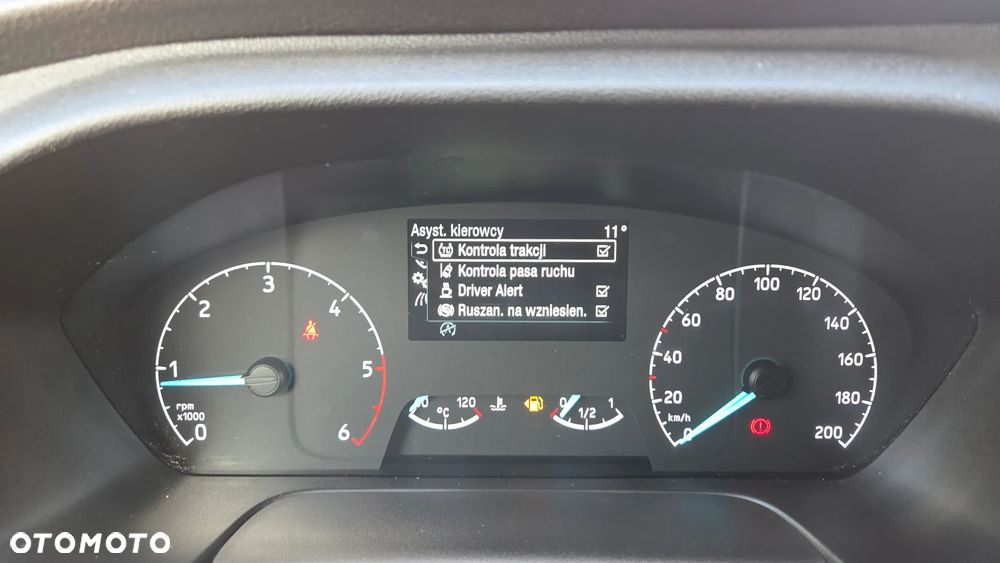 Asyst. kierowcy 11°
Kontrola trakcji
Kontrola pasa ruchu
Driver Alert
Ruszan. na wzniesien.
0
1
2
3
4
5
6
rpm
x1000
120
°C
0
1/2
1
0
20
40
60
80
100
120
140
160
180
200
km/h
OTOMOTO